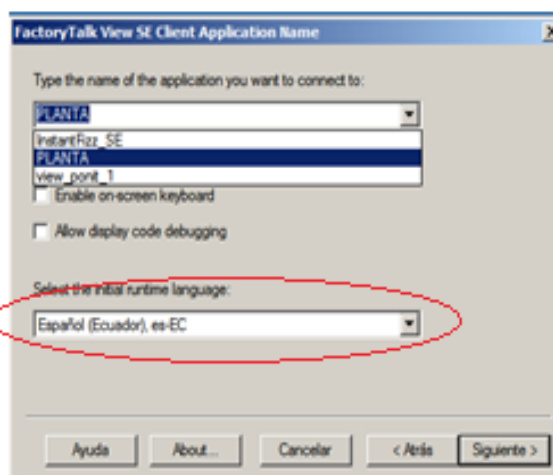 FactoryTalk View SE Client Application Name
Type the name of the application you want to connect to:
PLANTA
InstantFizz_SE
PLANTA
view_ponit_1
Enable on-screen keyboard
Allow display code debugging
Select the initial runtime language:
Español (Ecuador), es-EC
Ayuda About... Cancelar < Atrás Siguiente >